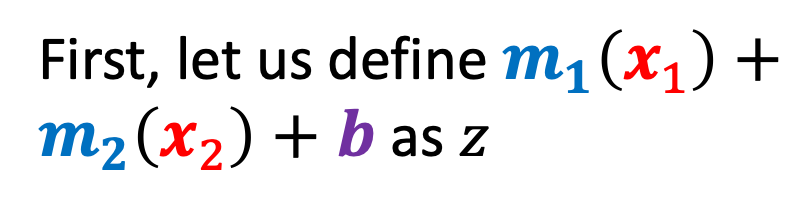 First, let us define 𝒎₁(𝒙₁) +
𝒎₂(𝒙₂) + 𝒃 as 𝑧